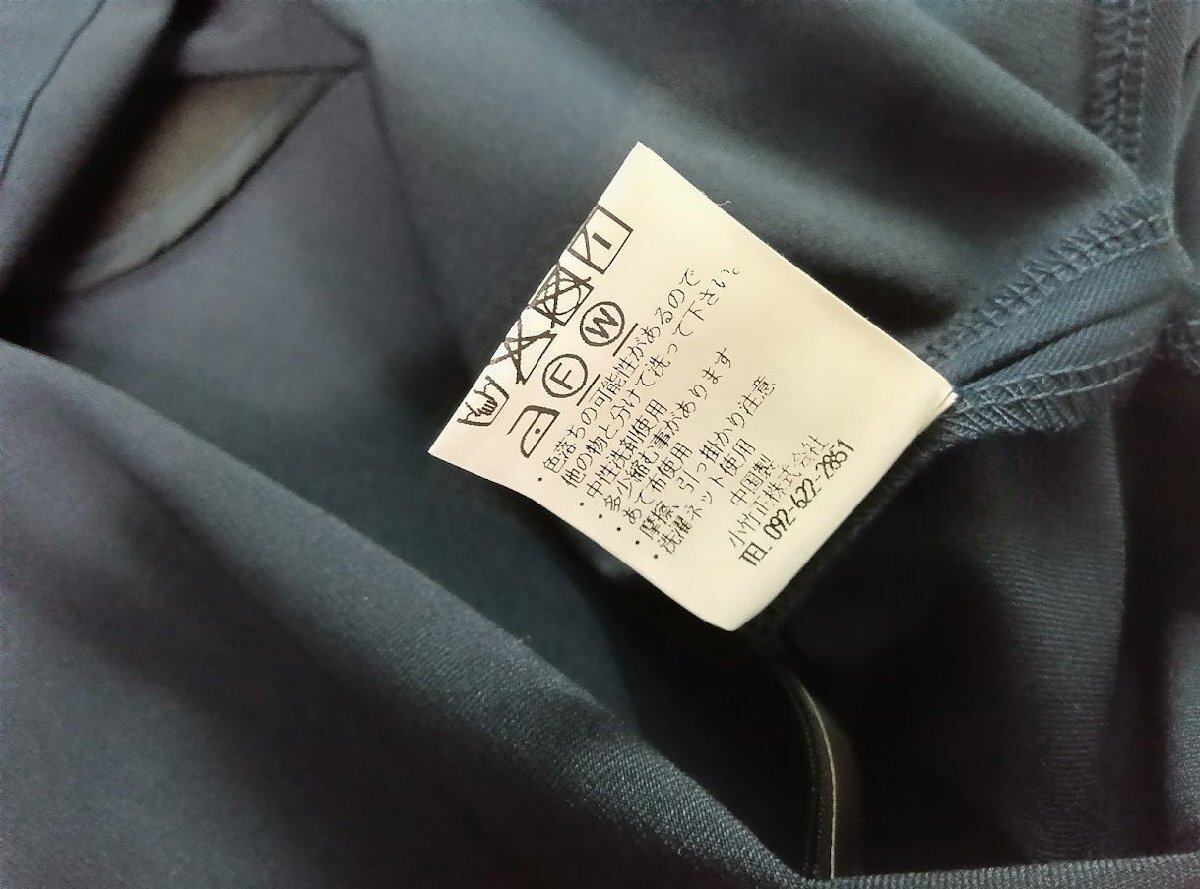 F W
・色落ちの可能性があるので
他の物と分けて洗って下さい。
・中性洗剤使用
・多少縮む事があります
・あて布使用
・摩擦、引っ掛かり注意
・洗濯ネット使用
中国製
小竹正株式会社
TEL 092-622-2851